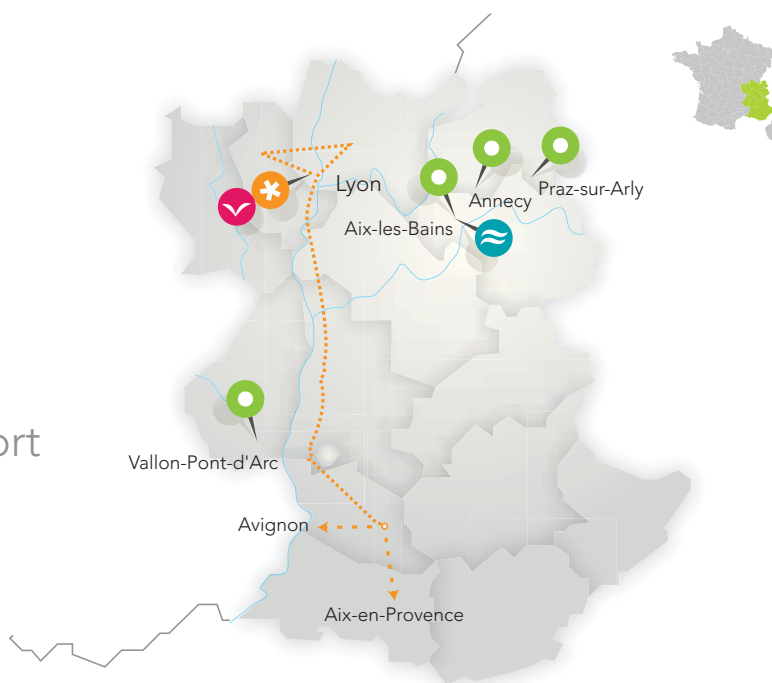 Lyon
Praz-sur-Arly
Annecy
Aix-les-Bains
ort
Vallon-Pont-d'Arc
Avignon
Aix-en-Provence